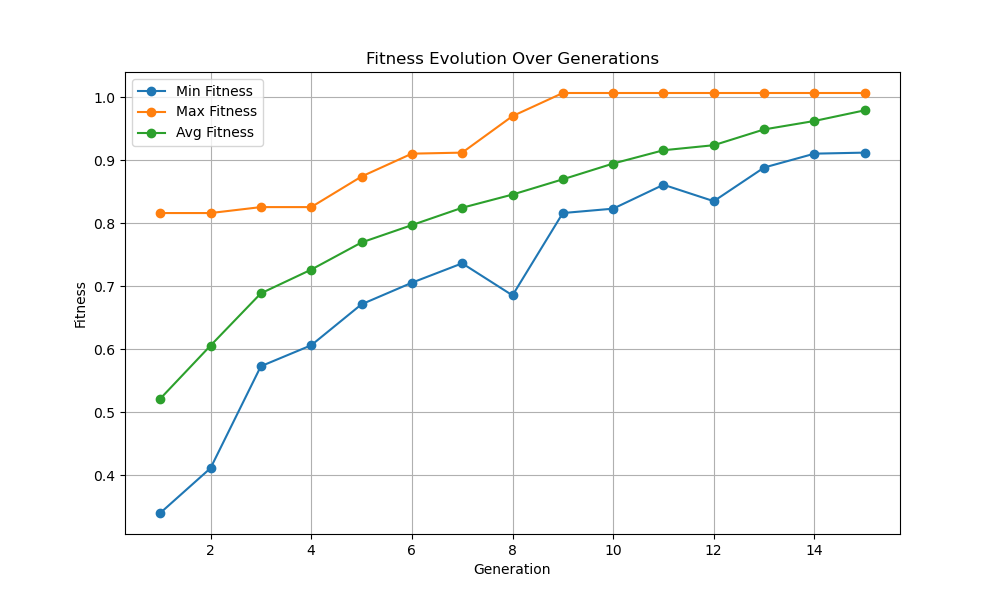 Fitness Evolution Over Generations
Min Fitness
Max Fitness
Avg Fitness
Fitness
1.0
0.9
0.8
0.7
0.6
0.5
0.4
2 4 6 8 10 12 14
Generation